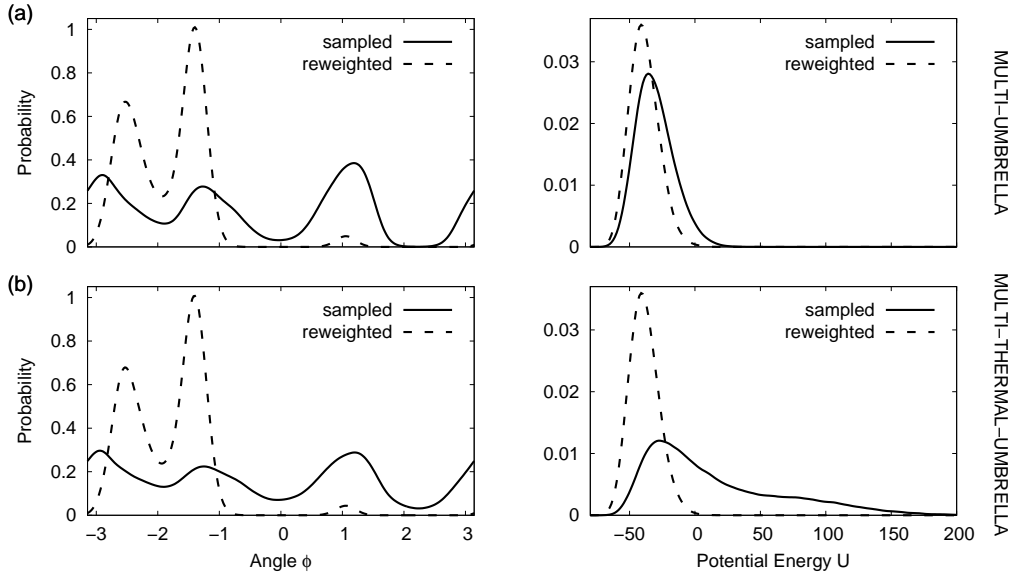 (a)
1
0.8
0.6
0.4
0.2
0
Probability
sampled
reweighted
0.03
0.02
0.01
0
sampled
reweighted
MULTI-UMBRELLA
(b)
1
0.8
0.6
0.4
0.2
0
Probability
sampled
reweighted
−3 −2 −1 0 1 2 3
Angle ϕ
0.03
0.02
0.01
0
sampled
reweighted
−50 0 50 100 150 200
Potential Energy U
MULTI-THERMAL-UMBRELLA